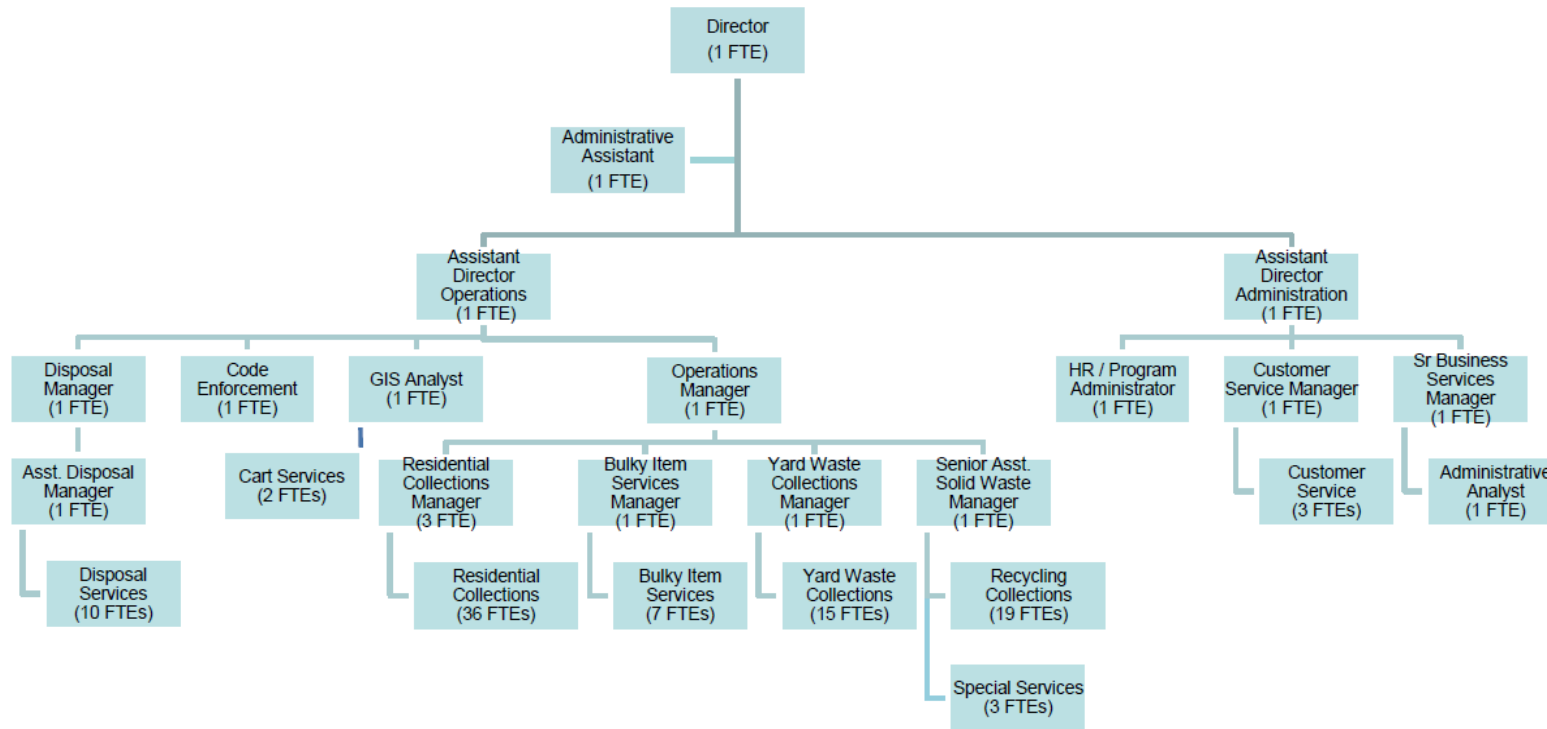 Director
(1 FTE)
Administrative
Assistant
(1 FTE)
Assistant
Director
Operations
(1 FTE)
Assistant
Director
Administration
(1 FTE)
Disposal
Manager
(1 FTE)
Code
Enforcement
(1 FTE)
GIS Analyst
(1 FTE)
Operations
Manager
(1 FTE)
HR / Program
Administrator
(1 FTE)
Customer
Service Manager
(1 FTE)
Sr Business
Services
Manager
(1 FTE)
Asst. Disposal
Manager
(1 FTE)
Cart Services
(2 FTEs)
Residential
Collections
Manager
(3 FTE)
Bulky Item
Services
Manager
(1 FTE)
Yard Waste
Collections
Manager
(1 FTE)
Senior Asst.
Solid Waste
Manager
(1 FTE)
Customer
Service
(3 FTEs)
Administrative
Analyst
(1 FTE)
Disposal
Services
(10 FTEs)
Residential
Collections
(36 FTEs)
Bulky Item
Services
(7 FTEs)
Yard Waste
Collections
(15 FTEs)
Recycling
Collections
(19 FTEs)
Special Services
(3 FTEs)